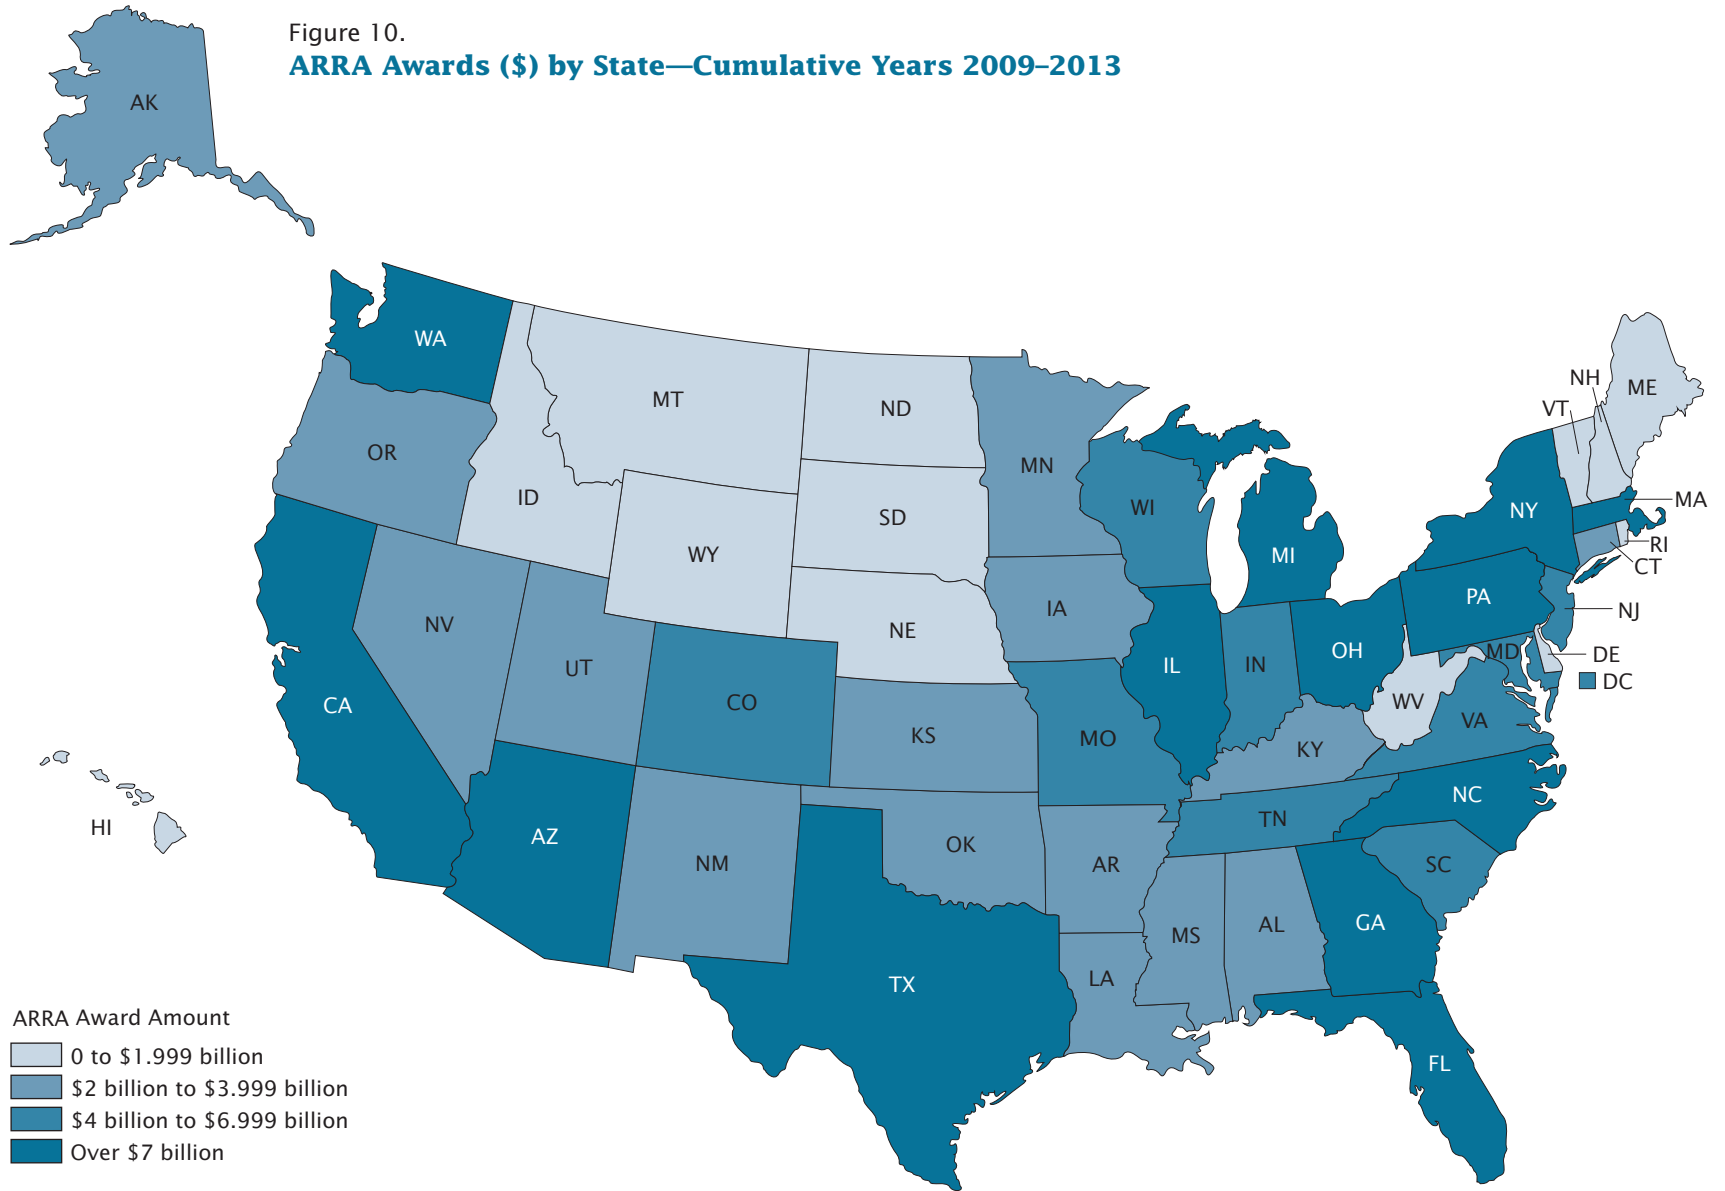 Figure 10.
ARRA Awards ($) by State—Cumulative Years 2009–2013
AK
WA
MT
ND
NH
ME
VT
OR
MN
ID
SD
WI
NY
MA
WY
MI
RI
CT
IA
PA
NJ
NV
NE
UT
IL
IN
OH
MD
DE
DC
CA
CO
WV
KS
MO
VA
KY
HI
AZ
NC
NM
OK
TN
AR
SC
MS
AL
GA
LA
TX
FL
ARRA Award Amount
0 to $1.999 billion
$2 billion to $3.999 billion
$4 billion to $6.999 billion
Over $7 billion